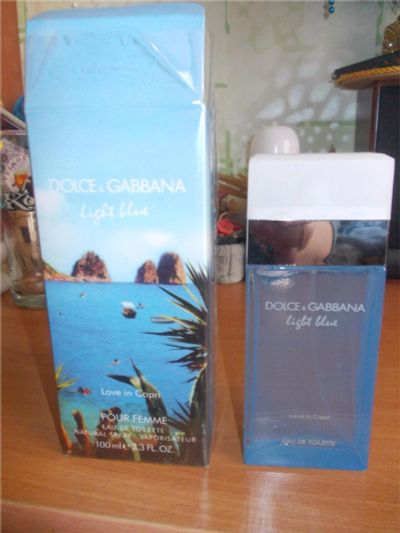 DOLCE & GABBANA
light blue
Love in Capri
POUR FEMME
EAU DE TOILETTE
NATURAL SPRAY - VAPORISATEUR
100 ml e 3.3 FL. OZ.
DOLCE & GABBANA
light blue
Love in Capri
EAU DE TOILETTE